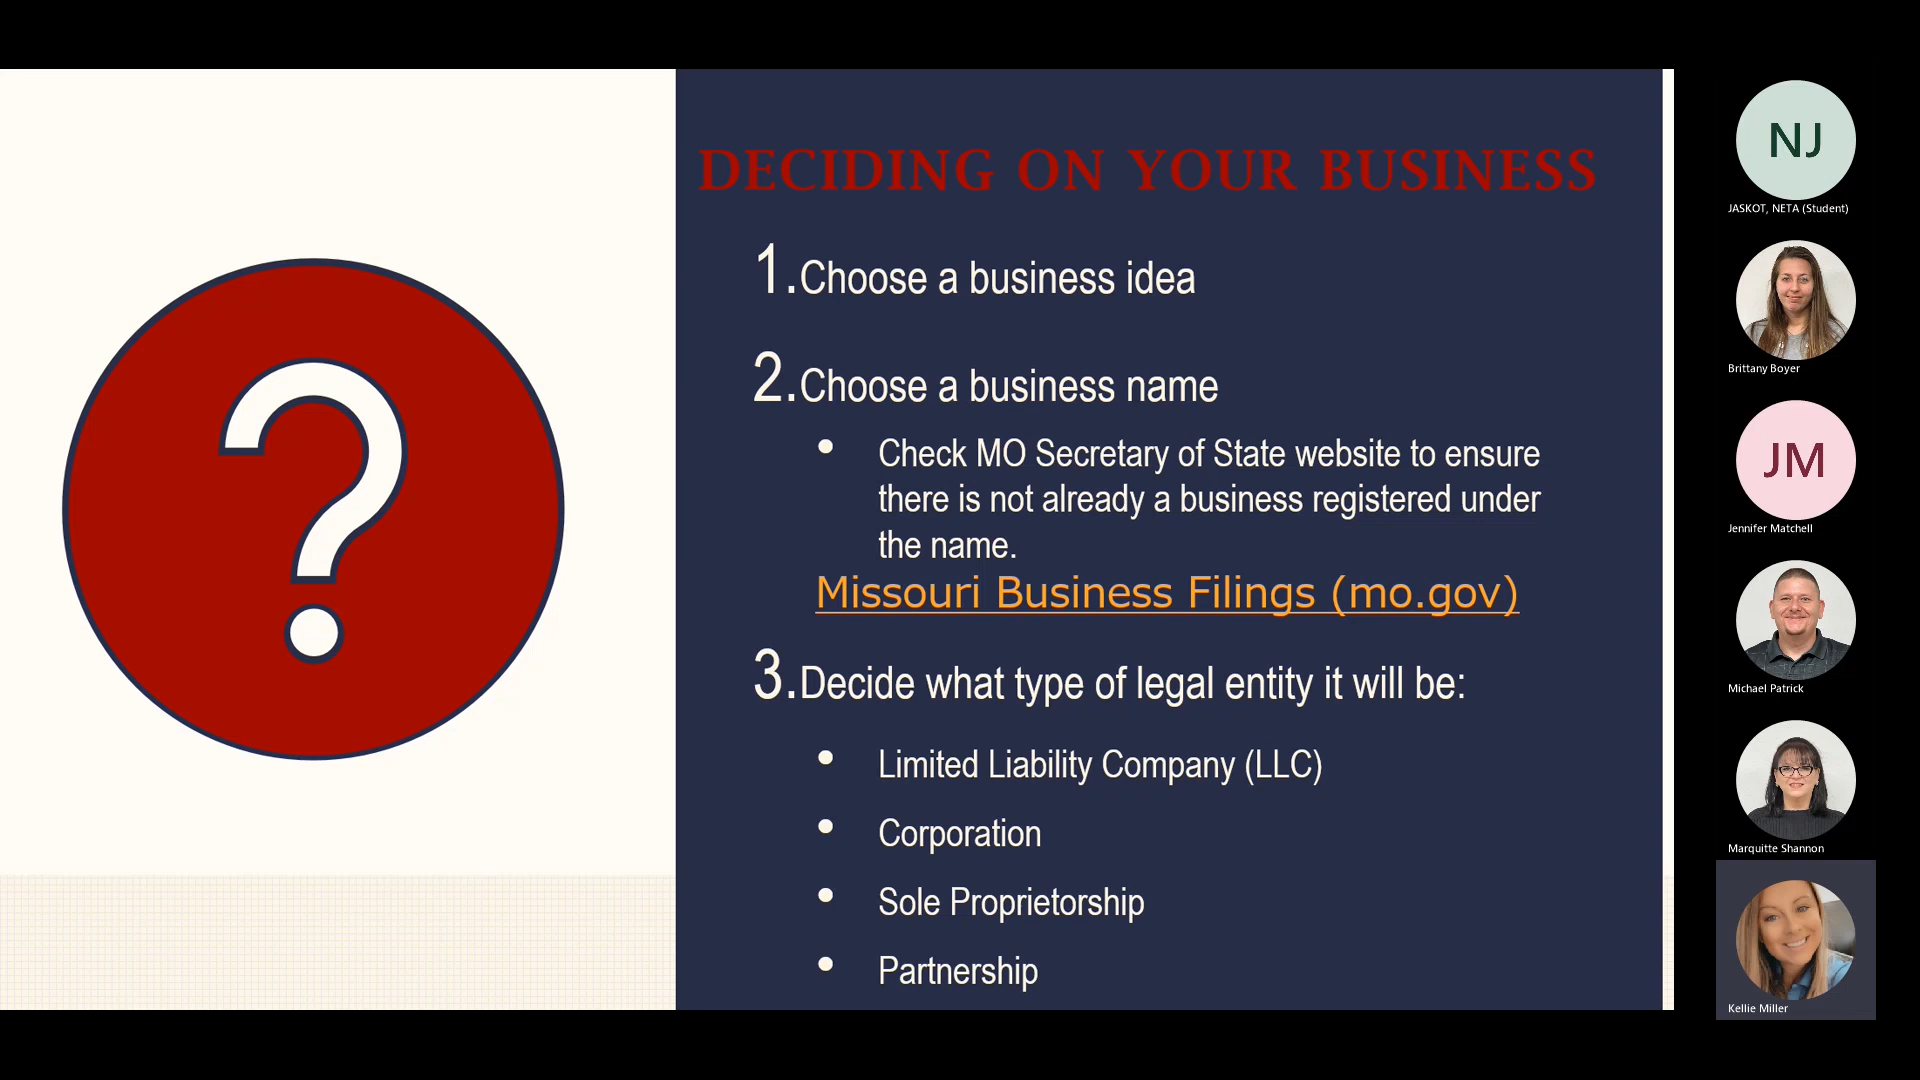 DECIDING ON YOUR BUSINESS
1. Choose a business idea
2. Choose a business name
• Check MO Secretary of State website to ensure
there is not already a business registered under
the name.
Missouri Business Filings (mo.gov)
3. Decide what type of legal entity it will be:
• Limited Liability Company (LLC)
• Corporation
• Sole Proprietorship
• Partnership
?
NJ
JASKOT, NETA (Student)
Brittany Boyer
JM
Jennifer Matchell
Michael Patrick
Marquitte Shannon
Kellie Miller